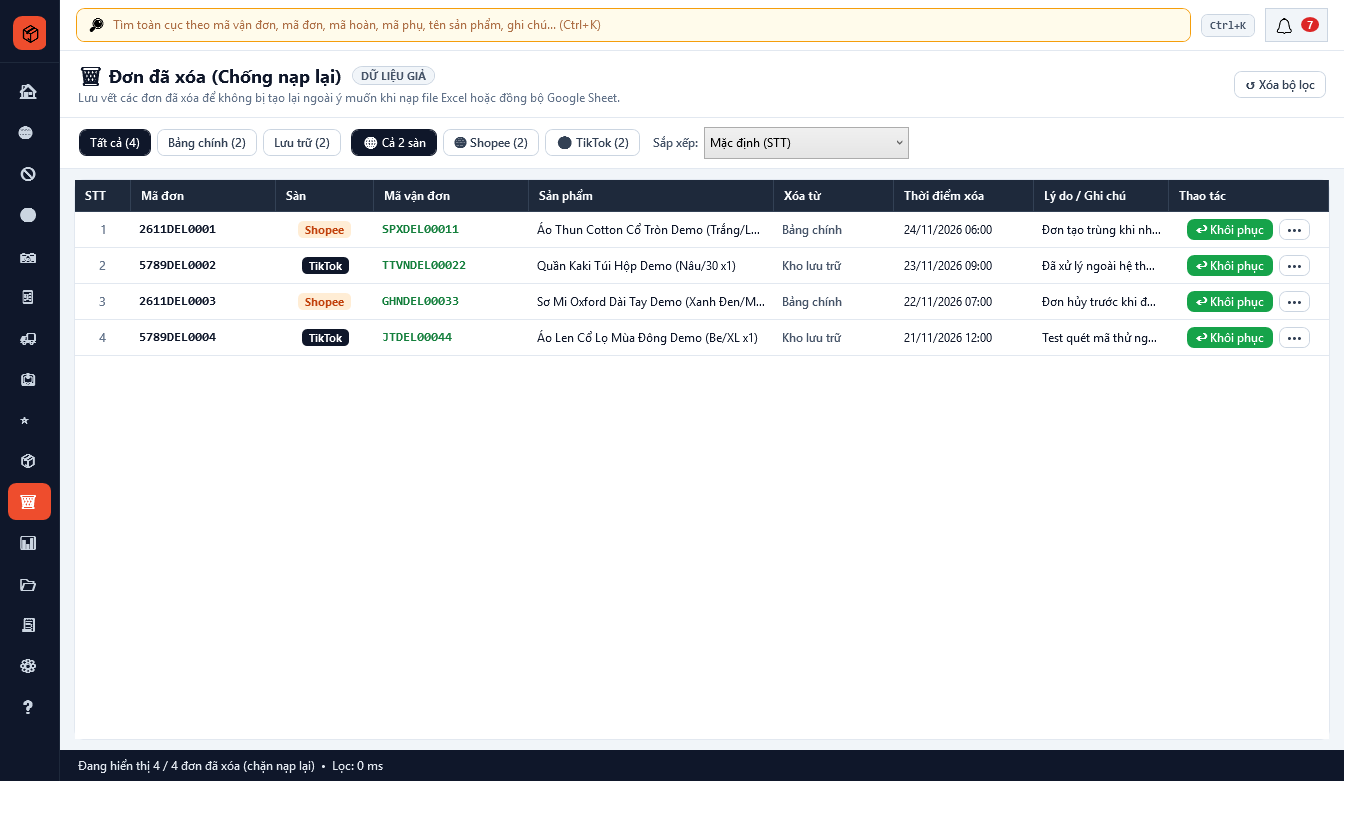 Tìm toàn cục theo mã vận đơn, mã đơn, mã hoàn, mã phụ, tên sản phẩm, ghi chú... (Ctrl+K)
Ctrl+K
7
Đơn đã xóa (Chống nạp lại)
DỮ LIỆU GIẢ
Lưu vết các đơn đã xóa để không bị tạo lại ngoài ý muốn khi nạp file Excel hoặc đồng bộ Google Sheet.
↺ Xóa bộ lọc
Tất cả (4)
Bảng chính (2)
Lưu trữ (2)
Cả 2 sàn
Shopee (2)
TikTok (2)
Sắp xếp:
Mặc định (STT)
STT Mã đơn Sàn Mã vận đơn Sản phẩm Xóa từ Thời điểm xóa Lý do / Ghi chú Thao tác
1 2611DEL0001 Shopee SPXDEL00011 Áo Thun Cotton Cổ Tròn Demo (Trắng/L... Bảng chính 24/11/2026 06:00 Đơn tạo trùng khi nh... ↩ Khôi phục ...
2 5789DEL0002 TikTok TTVNDEL00022 Quần Kaki Túi Hộp Demo (Nâu/30 x1) Kho lưu trữ 23/11/2026 09:00 Đã xử lý ngoài hệ th... ↩ Khôi phục ...
3 2611DEL0003 Shopee GHNDEL00033 Sơ Mi Oxford Dài Tay Demo (Xanh Đen/M... Bảng chính 22/11/2026 07:00 Đơn hủy trước khi đ... ↩ Khôi phục ...
4 5789DEL0004 TikTok JTDEL00044 Áo Len Cổ Lọ Mùa Đông Demo (Be/XL x1) Kho lưu trữ 21/11/2026 12:00 Test quét mã thử ng... ↩ Khôi phục ...
Đang hiển thị 4 / 4 đơn đã xóa (chặn nạp lại) • Lọc: 0 ms